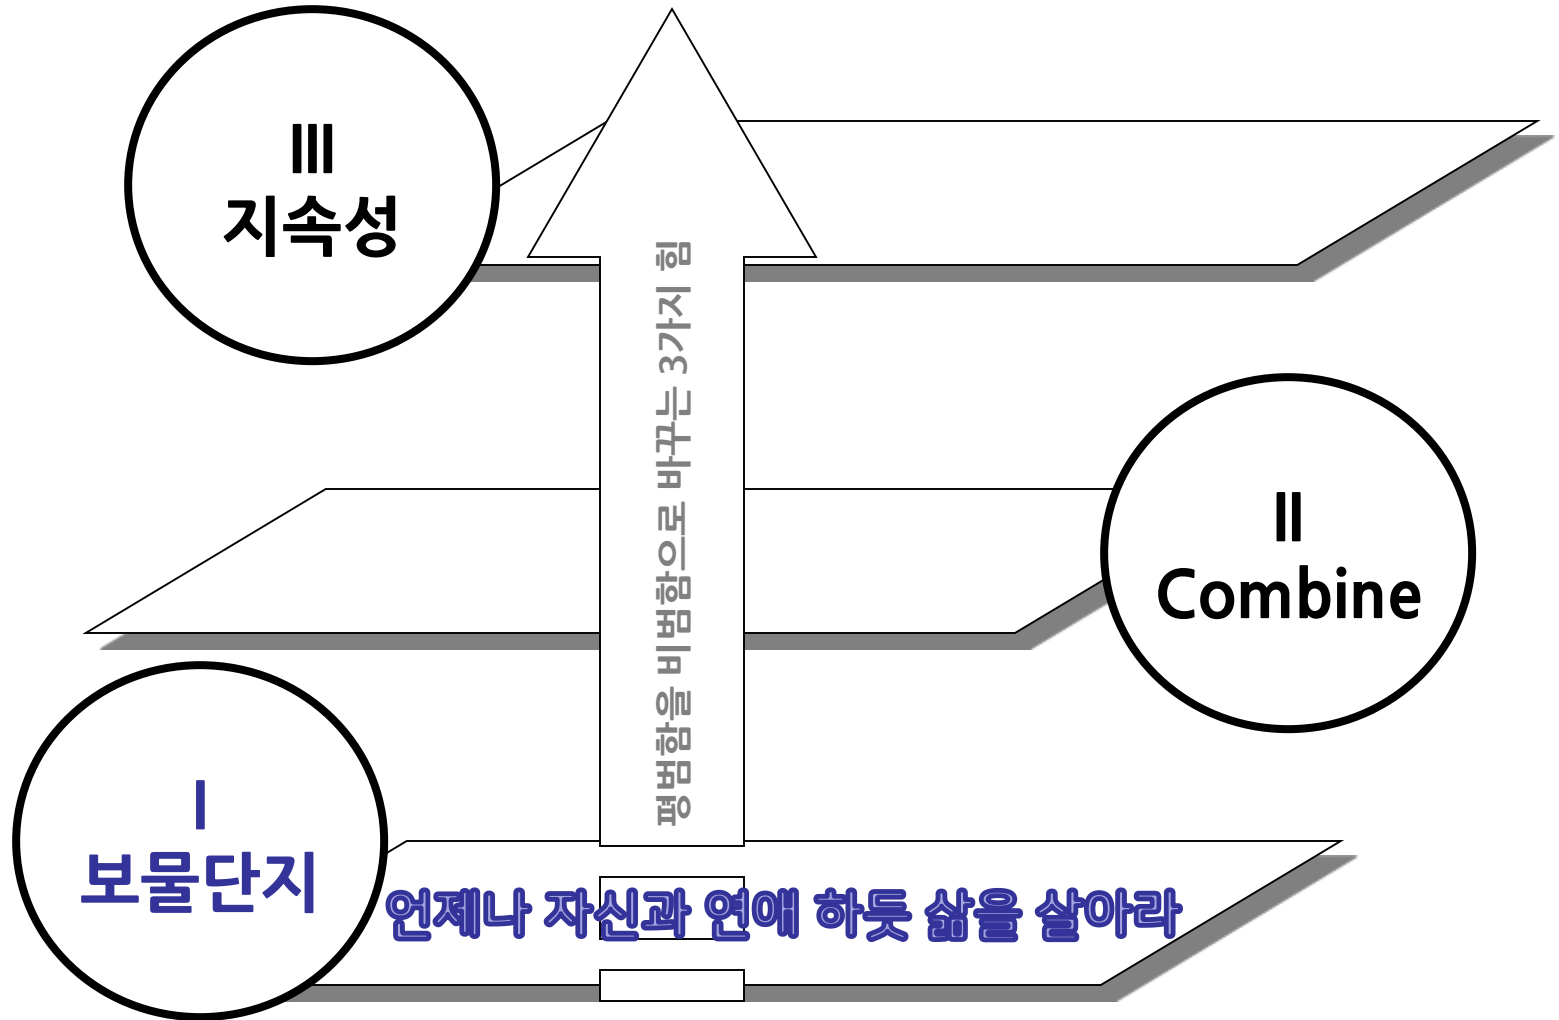 Ⅲ
지속성
평범함을 비범함으로 바꾸는 3가지 힘
Ⅱ
Combine
Ⅰ
보물단지
언제나 자신과 연애 하듯 삶을 살아라